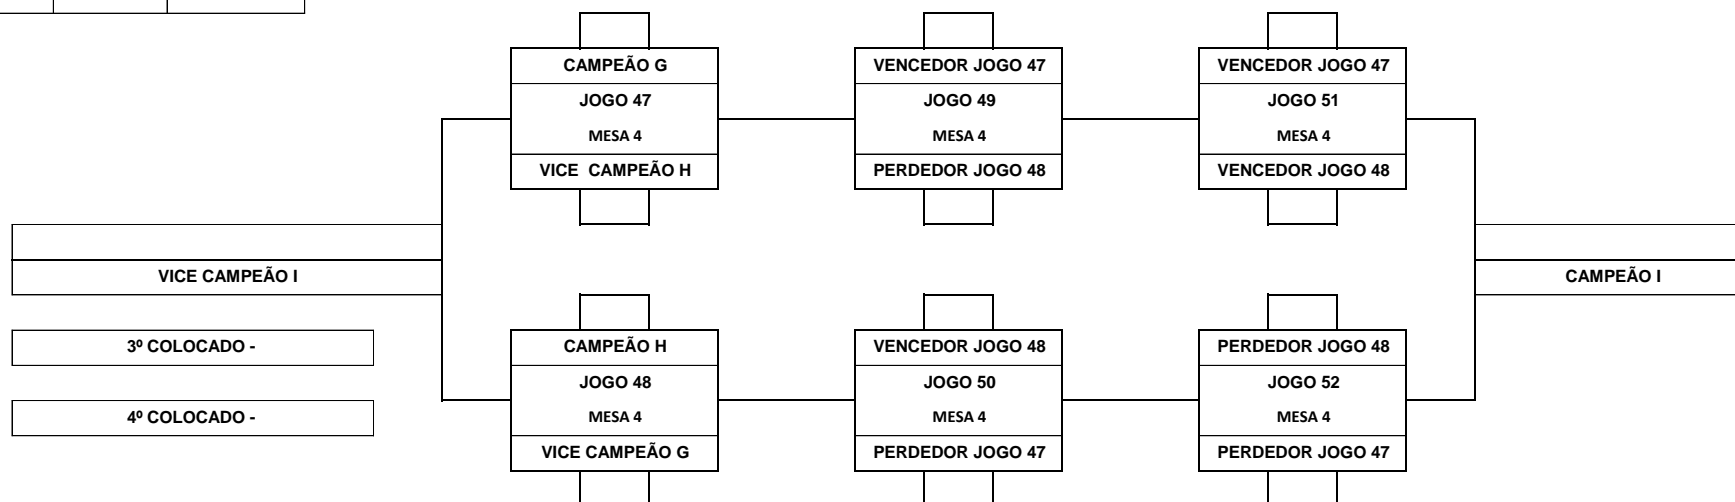 CAMPEÃO G
VENCEDOR JOGO 47
VENCEDOR JOGO 47
JOGO 47
JOGO 49
JOGO 51
MESA 4
MESA 4
MESA 4
VICE  CAMPEÃO H
PERDEDOR JOGO 48
VENCEDOR JOGO 48
VICE CAMPEÃO I
CAMPEÃO I
3º COLOCADO -
CAMPEÃO H
VENCEDOR JOGO 48
PERDEDOR JOGO 48
JOGO 48
JOGO 50
JOGO 52
4º COLOCADO -
MESA 4
MESA 4
MESA 4
VICE CAMPEÃO G
PERDEDOR JOGO 47
PERDEDOR JOGO 47